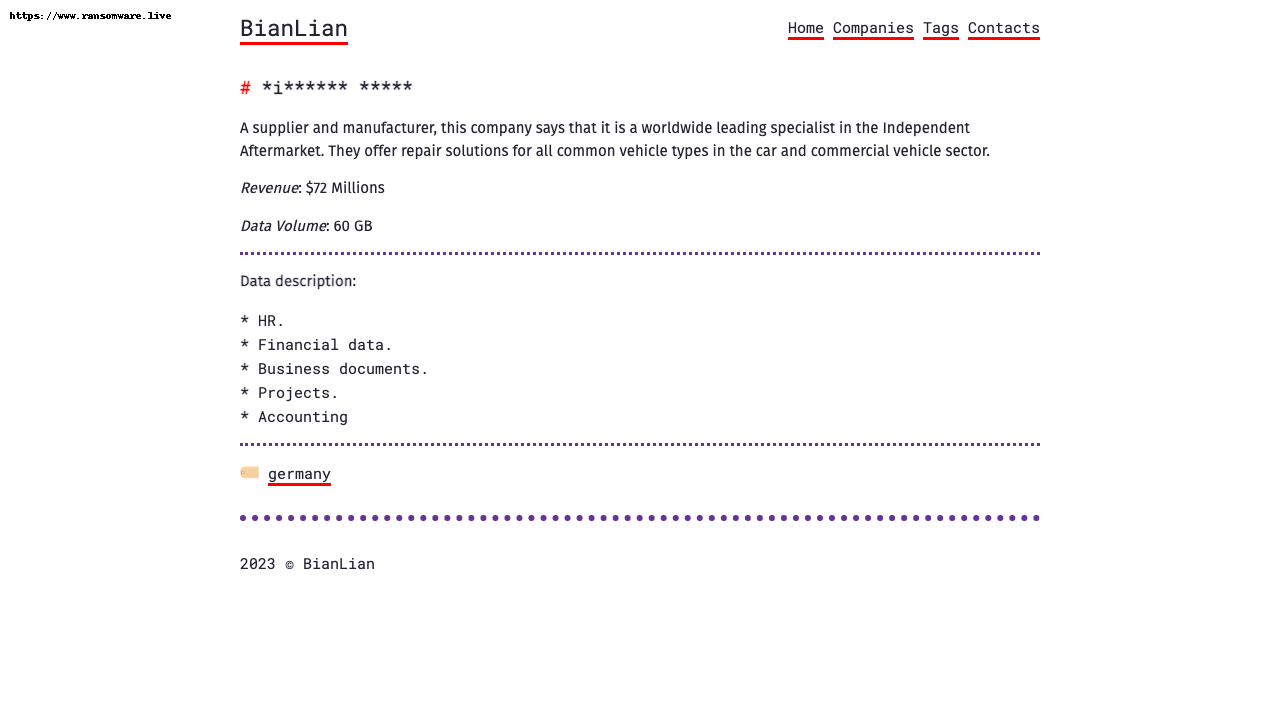 https://www.ransomware.live
BianLian
Home Companies Tags Contacts
# *i****** *****
A supplier and manufacturer, this company says that it is a worldwide leading specialist in the Independent
Aftermarket. They offer repair solutions for all common vehicle types in the car and commercial vehicle sector.
Revenue: $72 Millions
Data Volume: 60 GB
Data description:
* HR.
* Financial data.
* Business documents.
* Projects.
* Accounting
germany
2023 © BianLian